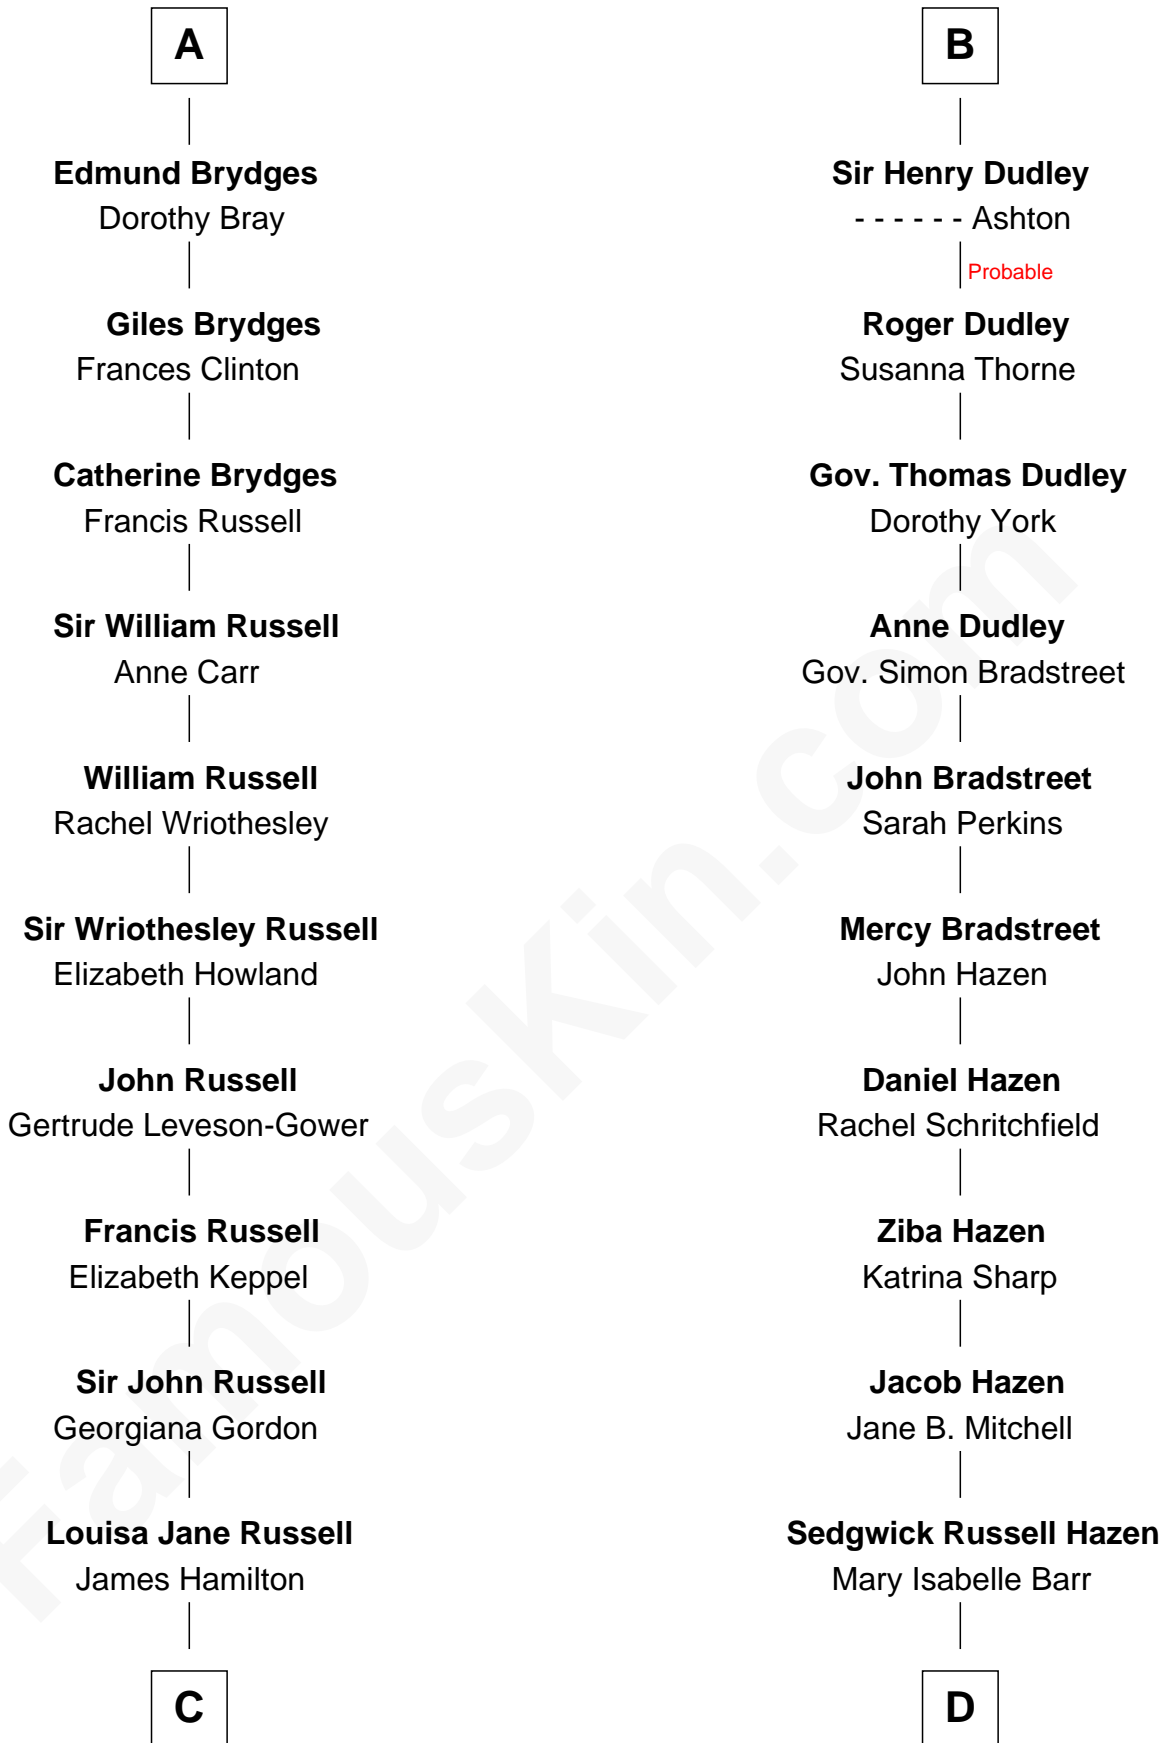 A
Edmund Brydges
Dorothy Bray
Giles Brydges
Frances Clinton
Catherine Brydges
Francis Russell
Sir William Russell
Anne Carr
William Russell
Rachel Wriothesley
Sir Wriothesley Russell
Elizabeth Howland
John Russell
Gertrude Leveson-Gower
Francis Russell
Elizabeth Keppel
Sir John Russell
Georgiana Gordon
Louisa Jane Russell
James Hamilton
C
B
Sir Henry Dudley
- - - - - - Ashton
Probable
Roger Dudley
Susanna Thorne
Gov. Thomas Dudley
Dorothy York
Anne Dudley
Gov. Simon Bradstreet
John Bradstreet
Sarah Perkins
Mercy Bradstreet
John Hazen
Daniel Hazen
Rachel Schritchfield
Ziba Hazen
Katrina Sharp
Jacob Hazen
Jane B. Mitchell
Sedgwick Russell Hazen
Mary Isabelle Barr
D
FamousKin.com